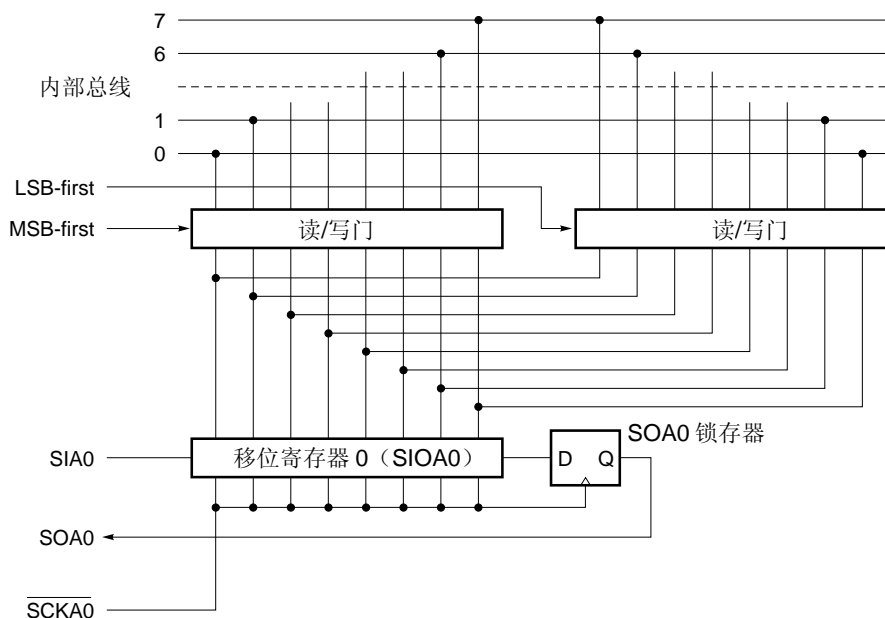 7
6
内部总线
1
0
LSB-first
MSB-first
读/写门
读/写门
SOA0 锁存器
SIA0
移位寄存器 0（SIOA0）
D Q
SOA0
SCKA0